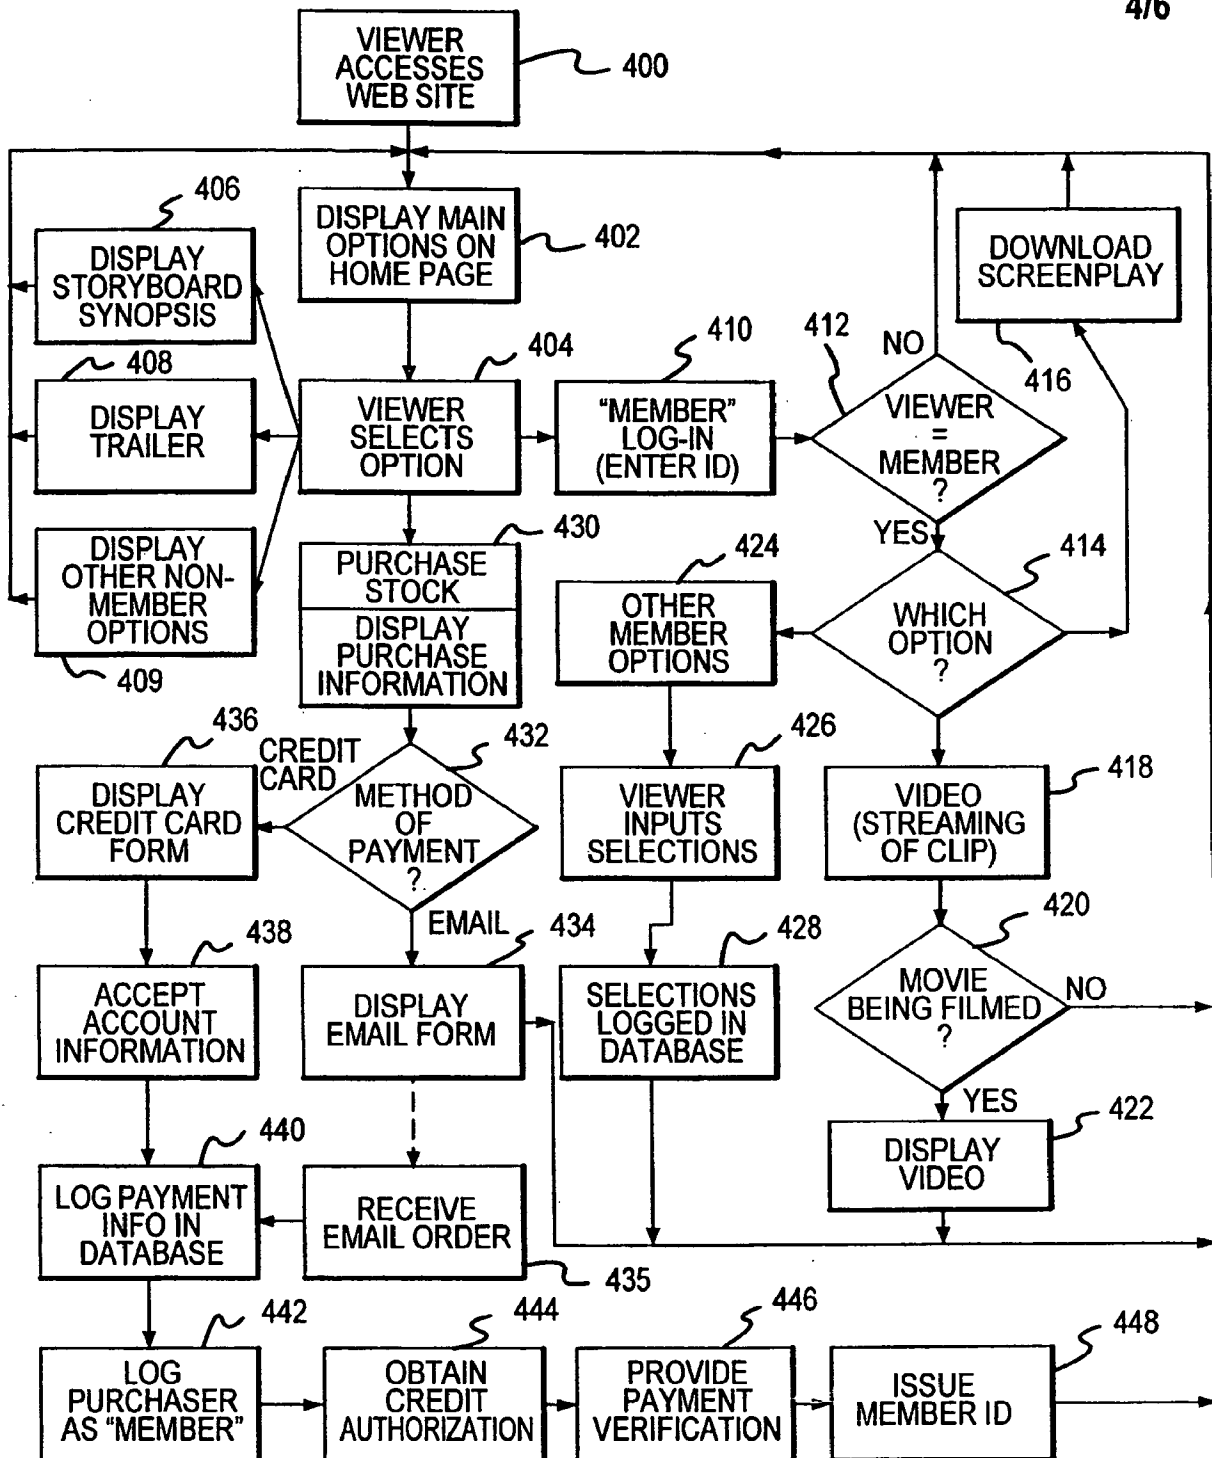 4/6
VIEWER
ACCESSES
WEB SITE
400
406
DISPLAY MAIN
OPTIONS ON
HOME PAGE
402
DISPLAY
STORYBOARD
SYNOPSIS
DOWNLOAD
SCREENPLAY
416
408
404
410
412
NO
DISPLAY
TRAILER
VIEWER
SELECTS
OPTION
"MEMBER"
LOG-IN
(ENTER ID)
VIEWER
=
MEMBER
?
YES
DISPLAY
OTHER NON-
MEMBER
OPTIONS
409
430
PURCHASE
STOCK
DISPLAY
PURCHASE
INFORMATION
424
OTHER
MEMBER
OPTIONS
414
WHICH
OPTION
?
436
CREDIT
CARD
432
426
418
DISPLAY
CREDIT CARD
FORM
METHOD
OF
PAYMENT
?
EMAIL
VIEWER
INPUTS
SELECTIONS
VIDEO
(STREAMING
OF CLIP)
438
434
428
420
ACCEPT
ACCOUNT
INFORMATION
DISPLAY
EMAIL FORM
SELECTIONS
LOGGED IN
DATABASE
MOVIE
BEING FILMED
?
NO
YES
440
422
LOG PAYMENT
INFO IN
DATABASE
RECEIVE
EMAIL ORDER
435
DISPLAY
VIDEO
442
444
446
448
LOG
PURCHASER
AS "MEMBER"
OBTAIN
CREDIT
AUTHORIZATION
PROVIDE
PAYMENT
VERIFICATION
ISSUE
MEMBER ID